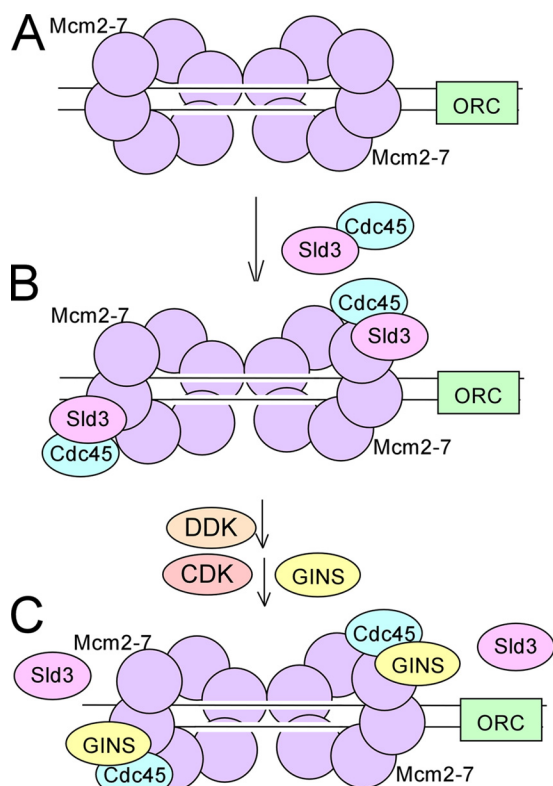 A
Mcm2-7
ORC
Mcm2-7
Cdc45
Sld3
B
Mcm2-7
Cdc45
Sld3
ORC
Sld3
Cdc45
Mcm2-7
DDK
CDK
GINS
C
Mcm2-7
Cdc45
Sld3
GINS
Sld3
ORC
GINS
Cdc45
Mcm2-7